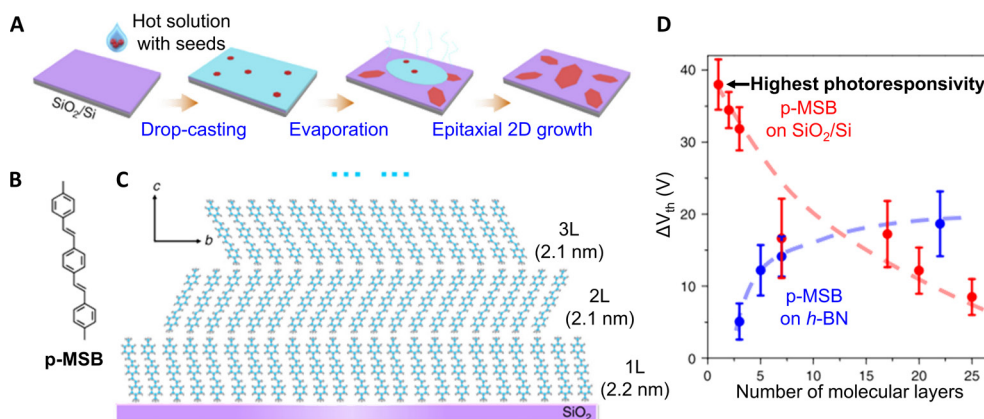 A
Hot solution
with seeds
SiO₂/Si
Drop-casting
Evaporation
Epitaxial 2D growth
B
p-MSB
C
c
b
... ...
3L
(2.1 nm)
2L
(2.1 nm)
1L
(2.2 nm)
SiO₂
D
40
30
20
10
0
ΔVth (V)
Highest photoresponsivity
p-MSB
on SiO₂/Si
p-MSB
on h-BN
0 5 10 15 20 25
Number of molecular layers